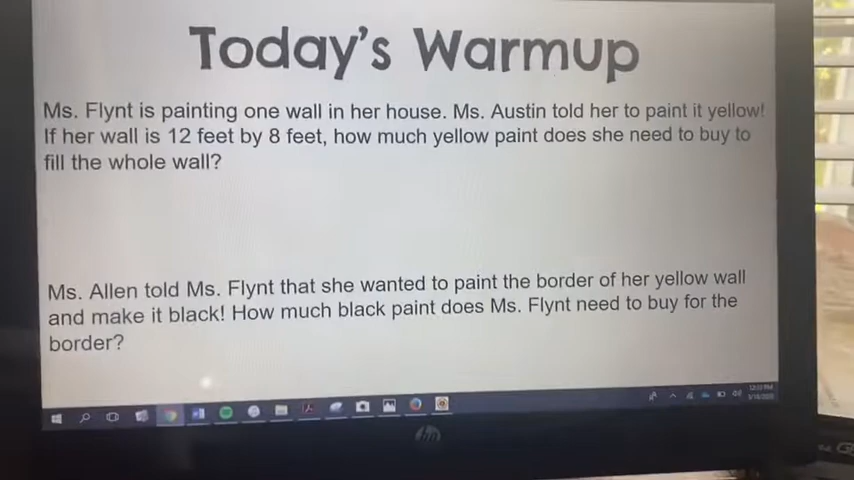 Today's Warmup
Ms. Flynt is painting one wall in her house. Ms. Austin told her to paint it yellow!
If her wall is 12 feet by 8 feet, how much yellow paint does she need to buy to
fill the whole wall?
Ms. Allen told Ms. Flynt that she wanted to paint the border of her yellow wall
and make it black! How much black paint does Ms. Flynt need to buy for the
border?
hp